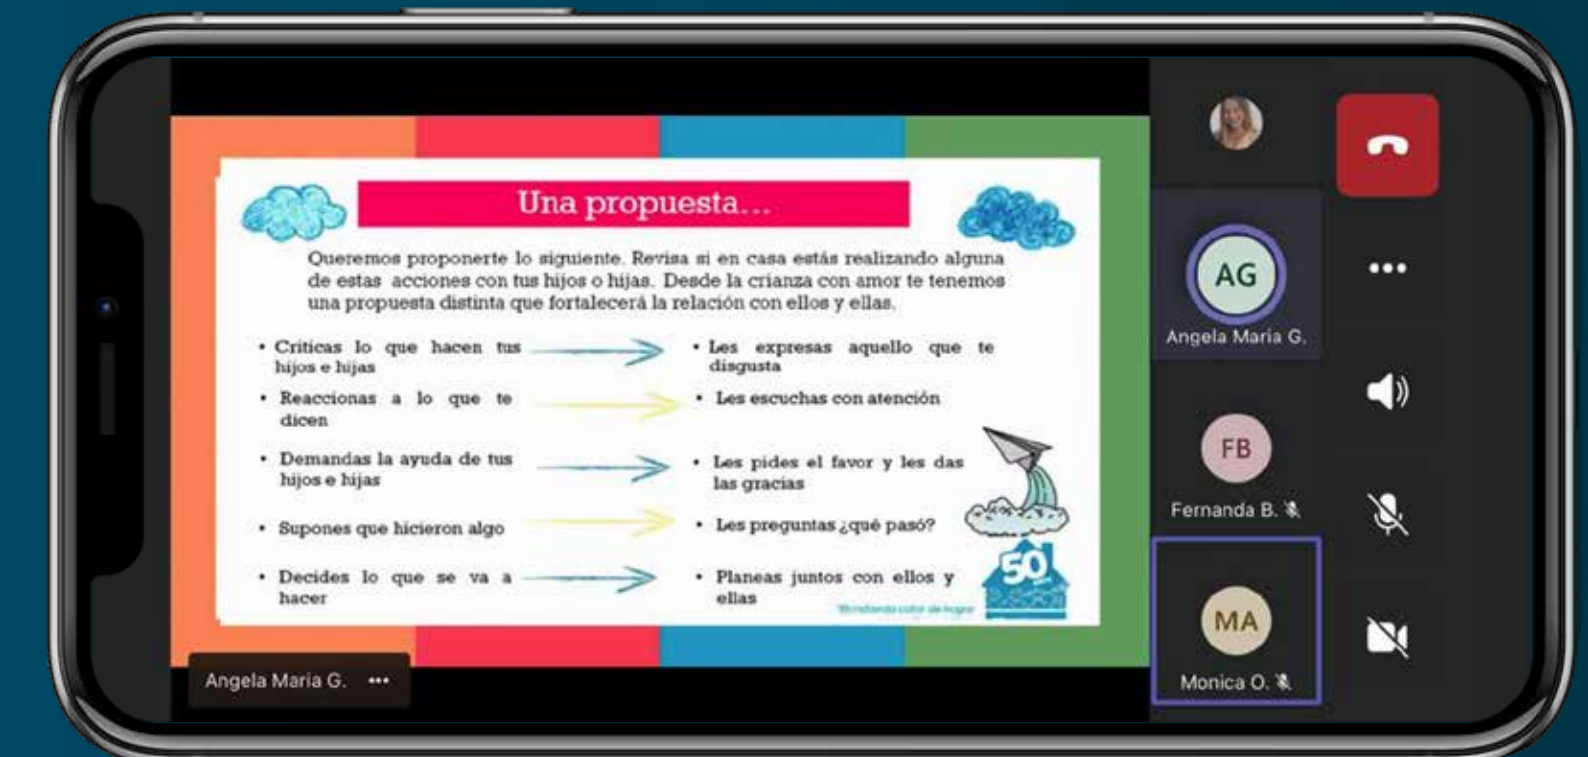 Una propuesta...
Queremos proponerte lo siguiente. Revisa si en casa estás realizando alguna
de estas acciones con tus hijos o hijas. Desde la crianza con amor te tenemos
una propuesta distinta que fortalecerá la relación con ellos y ellas.
• Criticas lo que hacen tus
hijos e hijas
• Les expresas aquello que te
disgusta
• Reaccionas a lo que te
dicen
• Les escuchas con atención
• Demandas la ayuda de tus
hijos e hijas
• Les pides el favor y les das
las gracias
• Supones que hicieron algo
• Les preguntas ¿qué pasó?
• Decides lo que se va a
hacer
• Planeas juntos con ellos y
ellas
50
calor de hogar
Angela Maria G. •••
AG
Angela Maria G.
FB
Fernanda B.
MA
Monica O.